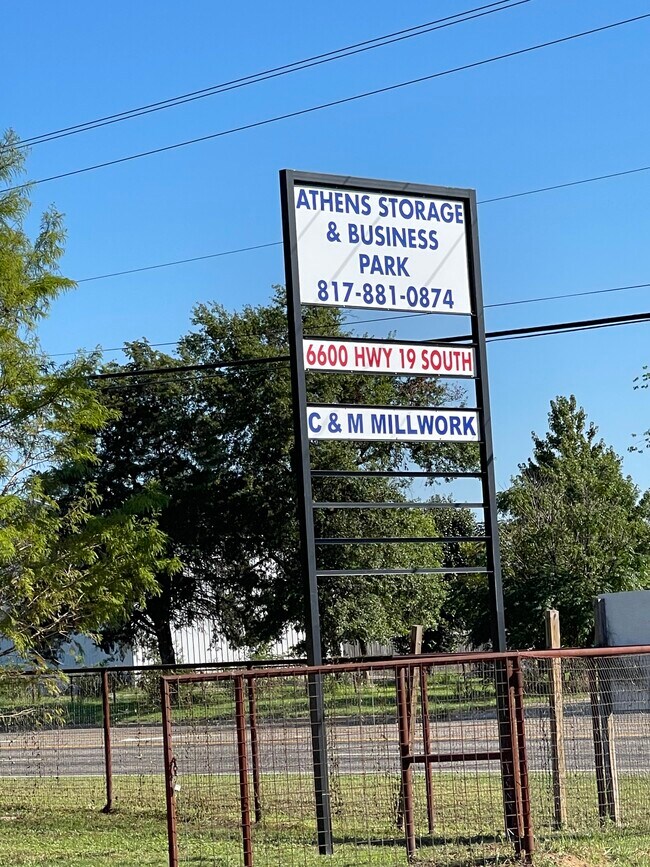 ATHENS STORAGE
& BUSINESS
PARK
817-881-0874
6600 HWY 19 SOUTH
C & M MILLWORK